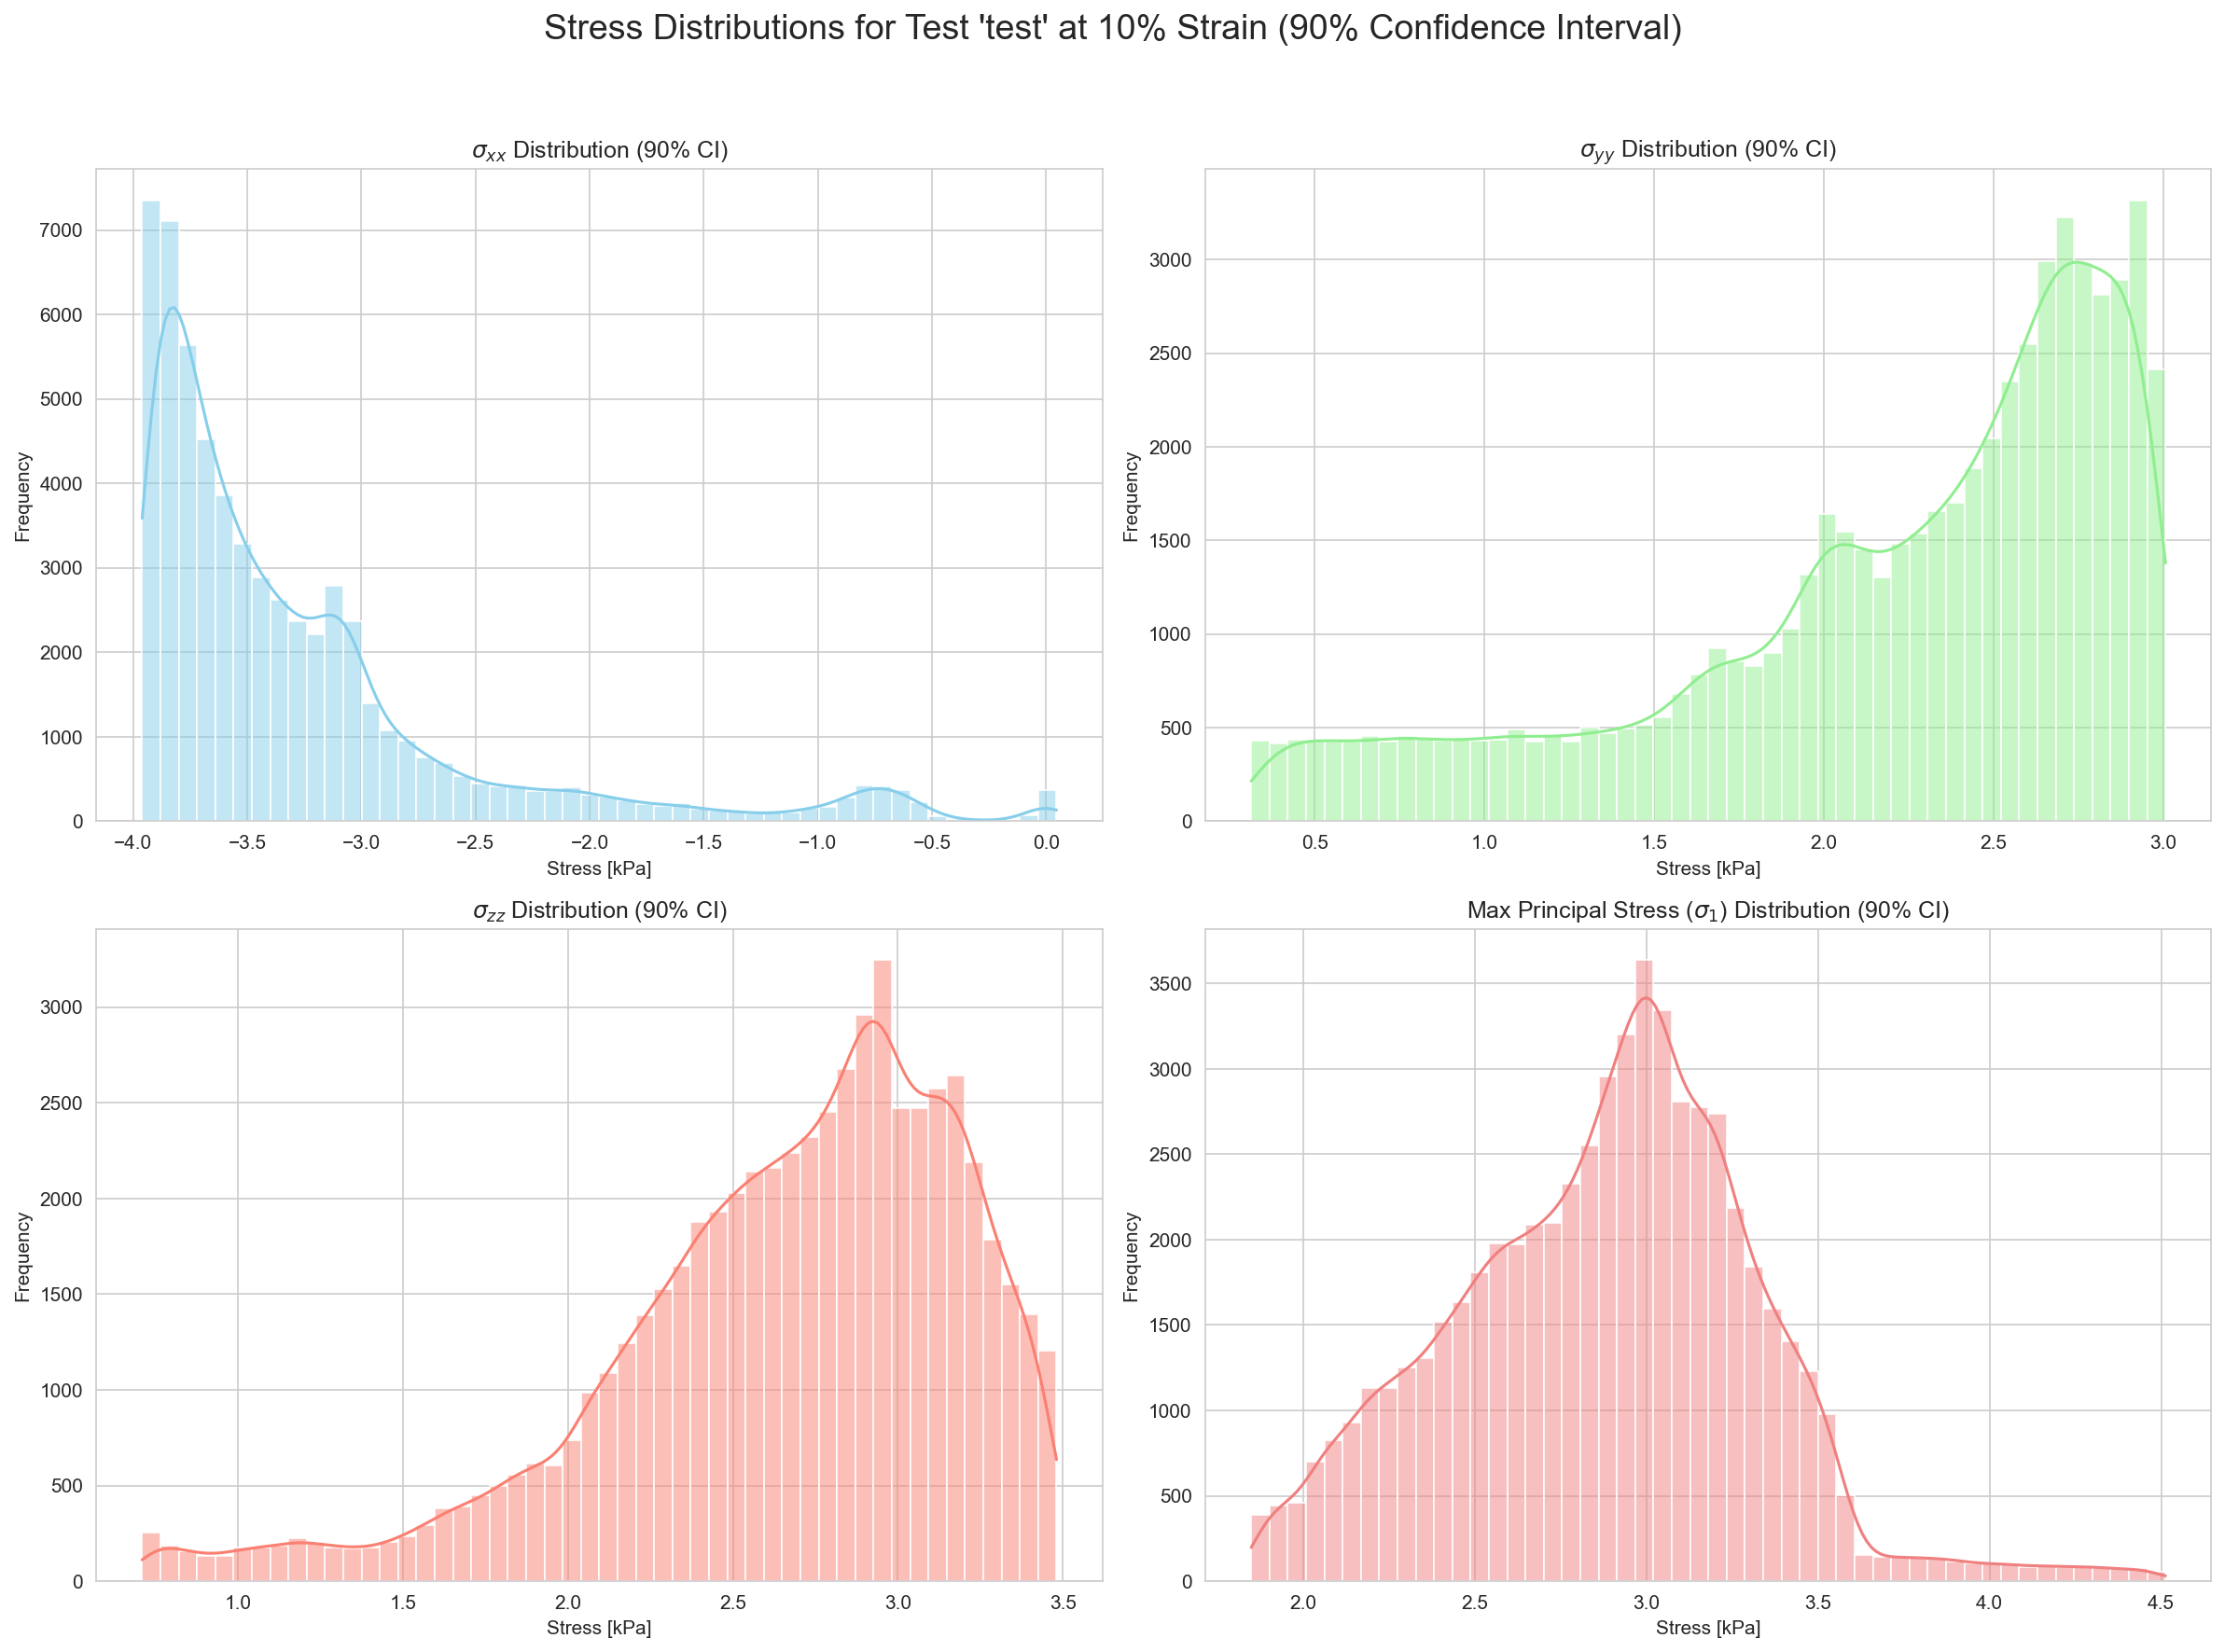 Stress Distributions for Test 'test' at 10% Strain (90% Confidence Interval)
σxx Distribution (90% CI)
7000
6000
5000
4000
3000
2000
1000
0
Frequency
−4.0 −3.5 −3.0 −2.5 −2.0 −1.5 −1.0 −0.5 0.0
Stress [kPa]
σyy Distribution (90% CI)
3000
2500
2000
1500
1000
500
0
Frequency
0.5 1.0 1.5 2.0 2.5 3.0
Stress [kPa]
σzz Distribution (90% CI)
3000
2500
2000
1500
1000
500
0
Frequency
1.0 1.5 2.0 2.5 3.0 3.5
Stress [kPa]
Max Principal Stress (σ1) Distribution (90% CI)
3500
3000
2500
2000
1500
1000
500
0
Frequency
2.0 2.5 3.0 3.5 4.0 4.5
Stress [kPa]